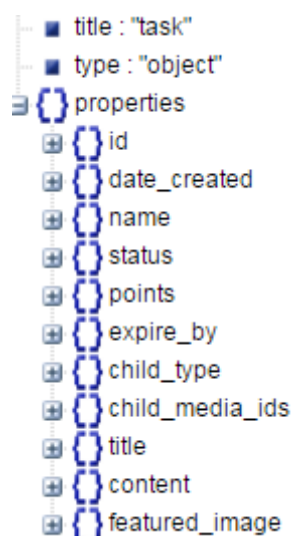 title : "task"
type : "object"
properties
id
date_created
name
status
points
expire_by
child_type
child_media_ids
title
content
featured_image